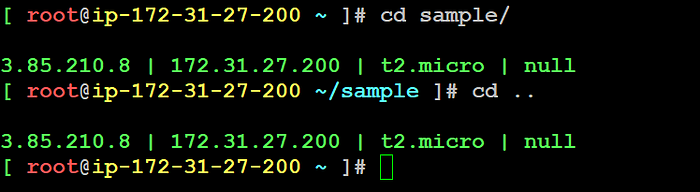 [ root@ip-172-31-27-200 ~ ]# cd sample/
3.85.210.8 | 172.31.27.200 | t2.micro | null
[ root@ip-172-31-27-200 ~/sample ]# cd ..
3.85.210.8 | 172.31.27.200 | t2.micro | null
[ root@ip-172-31-27-200 ~ ]#